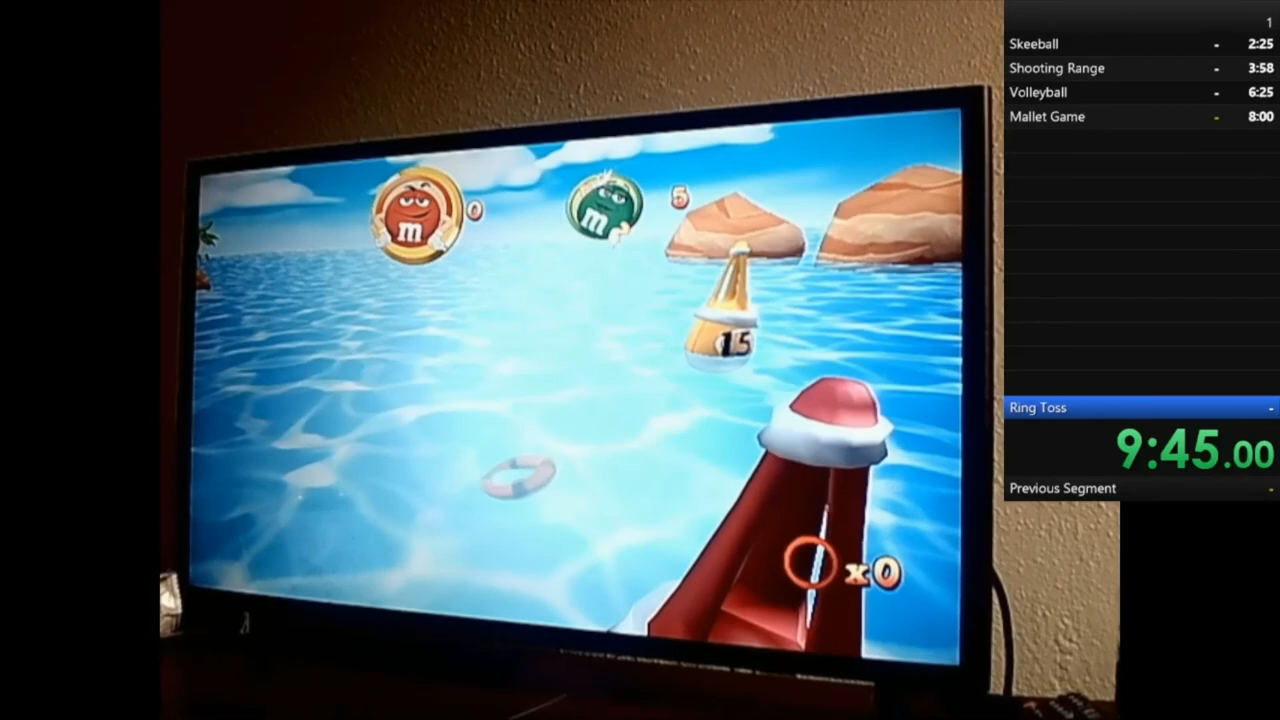 1
Skeeball - 2:25
Shooting Range - 3:58
Volleyball - 6:25
Mallet Game - 8:00
m 0 m 5
15
x0
Ring Toss -
9:45.00
Previous Segment -